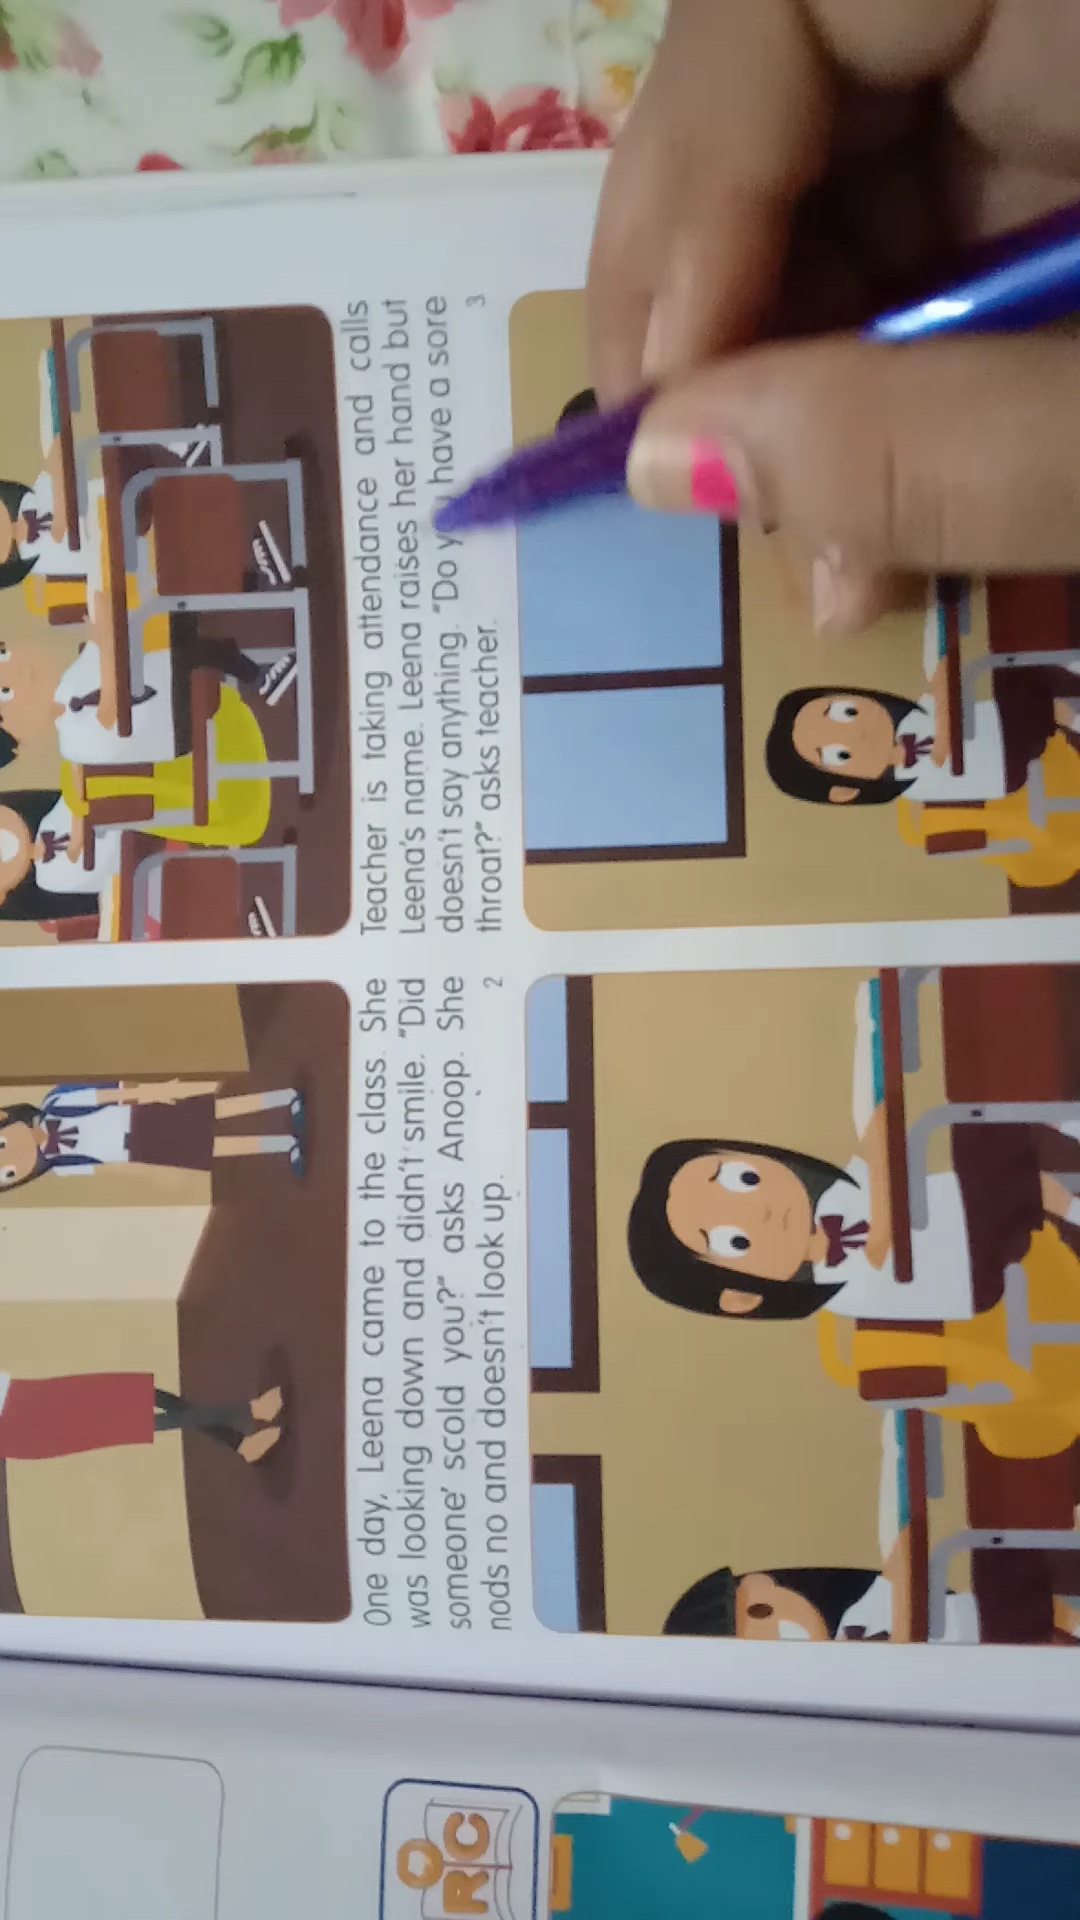 One day, Leena came to the class. She
was looking down and didn't smile. "Did
someone' scold you?" asks Anoop. She
nods no and doesn't look up.
2
Teacher is taking attendance and calls
Leena's name. Leena raises her hand but
doesn't say anything. "Do have a sore
throat?" asks teacher.
3
RC